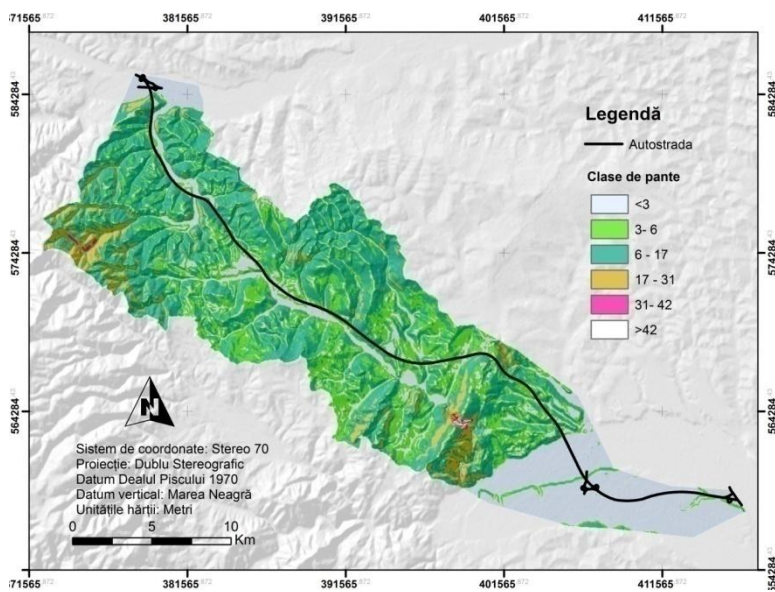 371565 381565 391565 401565 411565
584284
574284
564284
584284
574284
564284
554284
Legendă
Autostrada
Clase de pante
<3
3- 6
6 - 17
17 - 31
31- 42
>42
N
Sistem de coordonate: Stereo 70
Proiecție: Dublu Stereografic
Datum Dealul Piscului 1970
Datum vertical: Marea Neagră
Unitățile hărții: Metri
0 5 10
Km
371565 381565 391565 401565 411565